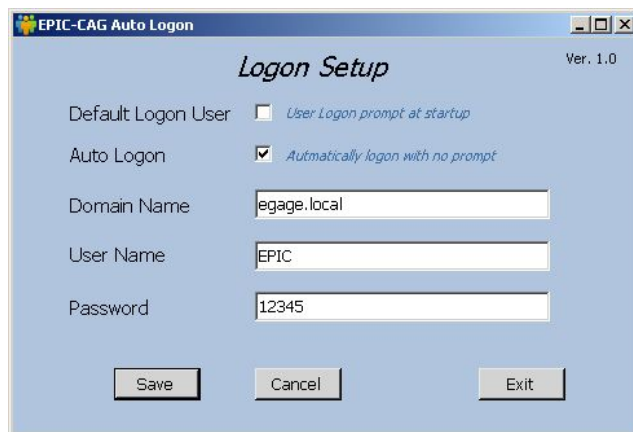 EPIC-CAG Auto Logon
Logon Setup
Ver. 1.0
Default Logon User User Logon prompt at startup
Auto Logon Autmatically logon with no prompt
Domain Name egage.local
User Name EPIC
Password 12345
Save Cancel Exit